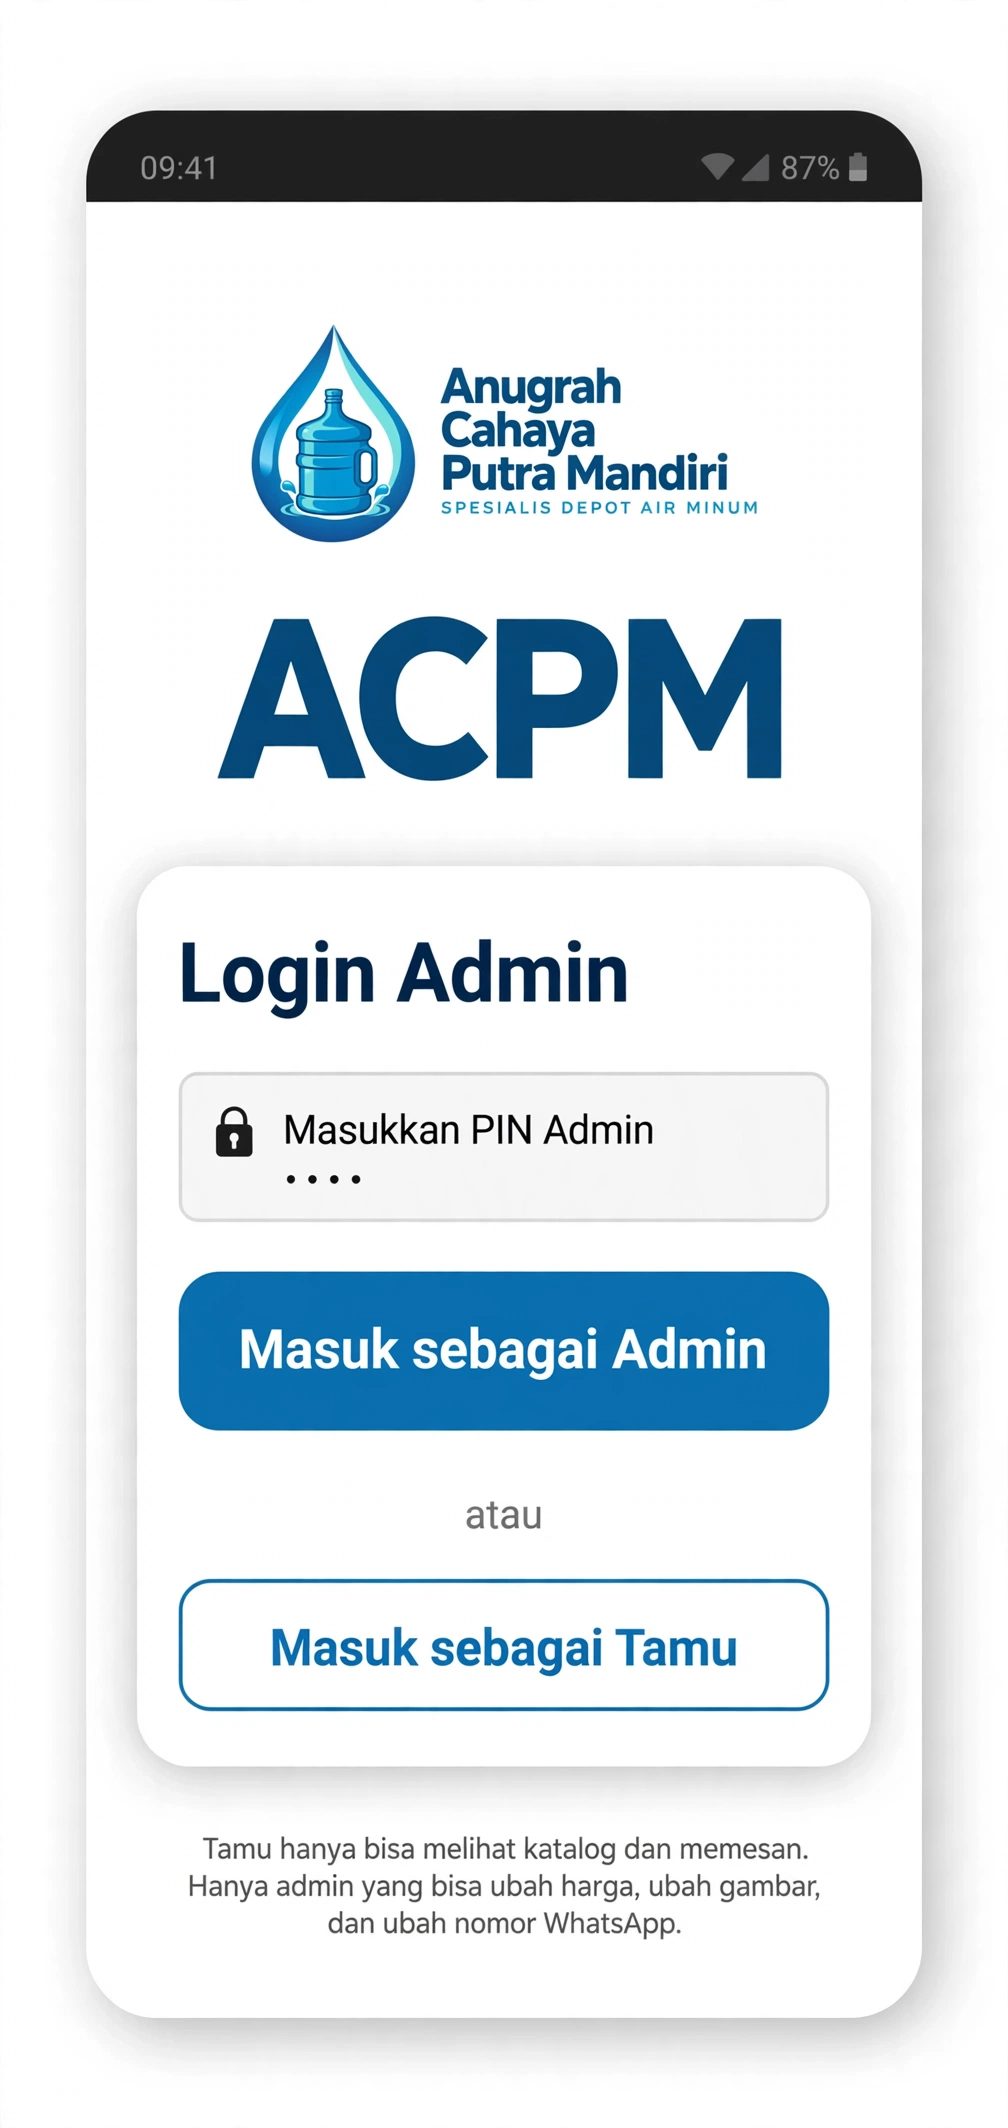 09:41
87%
Anugrah
Cahaya
Putra Mandiri
SPESIALIS DEPOT AIR MINUM
ACPM
Login Admin
Masukkan PIN Admin
••••
Masuk sebagai Admin
atau
Masuk sebagai Tamu
Tamu hanya bisa melihat katalog dan memesan.
Hanya admin yang bisa ubah harga, ubah gambar,
dan ubah nomor WhatsApp.